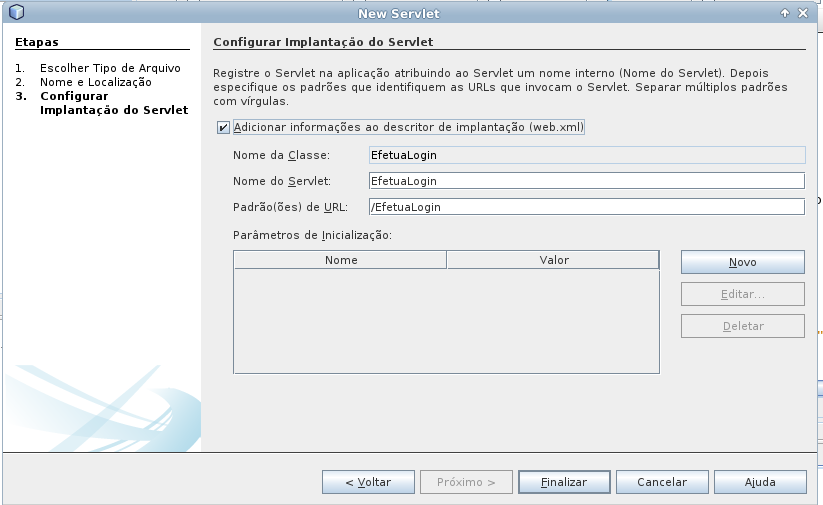 New Servlet
Etapas
1. Escolher Tipo de Arquivo
2. Nome e Localização
3. Configurar
Implantação do Servlet
Configurar Implantação do Servlet
Registre o Servlet na aplicação atribuindo ao Servlet um nome interno (Nome do Servlet). Depois
especifique os padrões que identifiquem as URLs que invocam o Servlet. Separar múltiplos padrões
com vírgulas.
Adicionar informações ao descritor de implantação (web.xml)
Nome da Classe: EfetuaLogin
Nome do Servlet: EfetuaLogin
Padrão(ões) de URL: /EfetuaLogin
Parâmetros de Inicialização:
Nome Valor
Novo
Editar...
Deletar
< Voltar Próximo > Finalizar Cancelar Ajuda